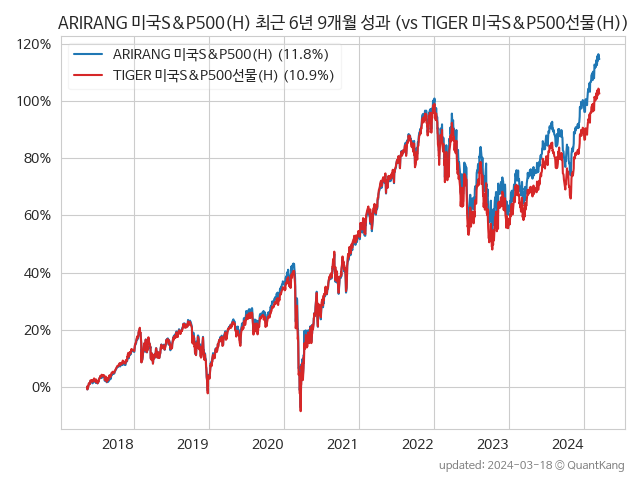 ARIRANG 미국S&P500(H) 최근 6년 9개월 성과 (vs TIGER 미국S&P500선물(H))
120%
ARIRANG 미국S&P500(H) (11.8%)
TIGER 미국S&P500선물(H) (10.9%)
100%
80%
60%
40%
20%
0%
2018 2019 2020 2021 2022 2023 2024
updated: 2024-03-18 © QuantKang